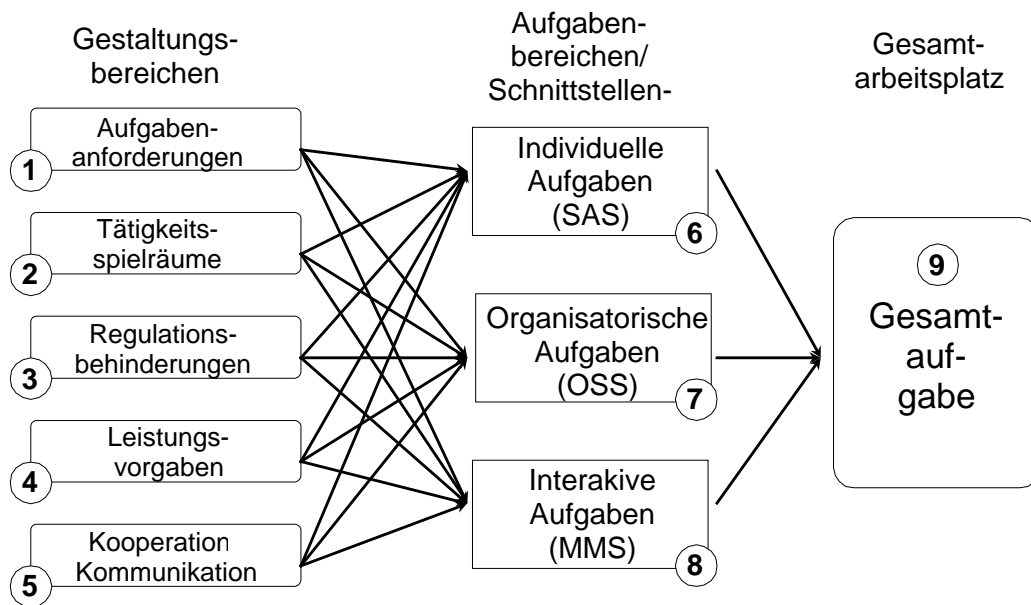 Gestaltungs-
bereichen
Aufgaben-
bereichen/
Schnittstellen-
Gesamt-
arbeitsplatz
Aufgaben-
anforderungen
1
Tätigkeits-
spielräume
2
Regulations-
behinderungen
3
Leistungs-
vorgaben
4
Kooperation
Kommunikation
5
Individuelle
Aufgaben
(SAS)
6
Organisatorische
Aufgaben
(OSS)
7
Interakive
Aufgaben
(MMS)
8
9
Gesamt-
auf-
gabe